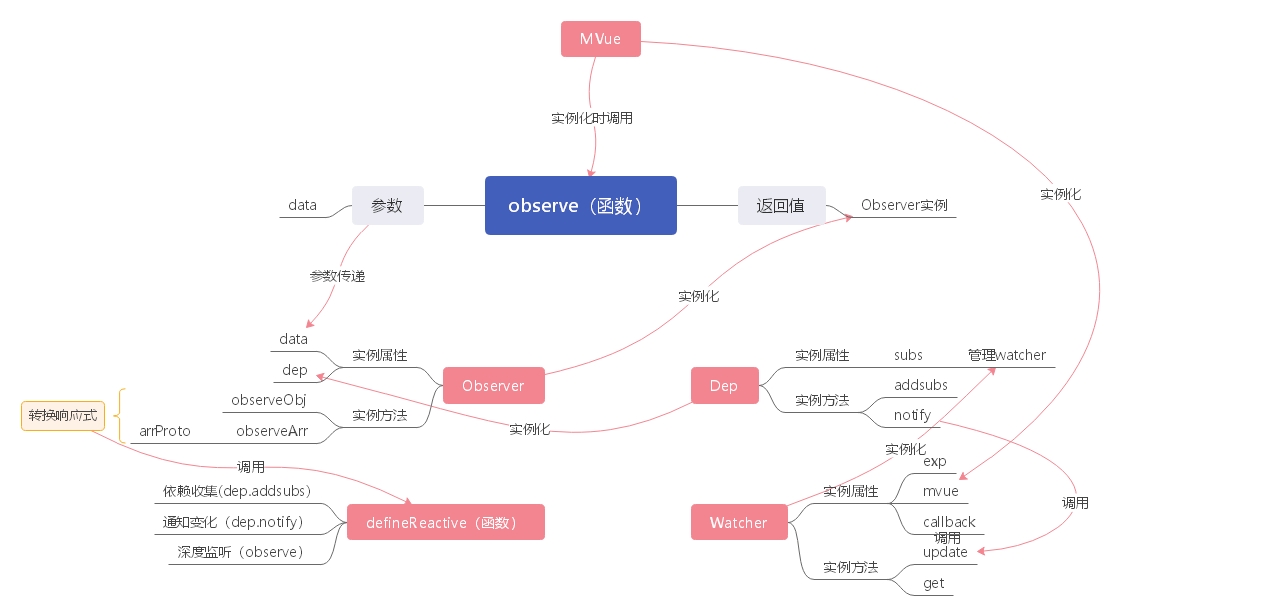 MVue
实例化时调用
实例化
data
参数
observe（函数）
返回值
Observer实例
参数传递
实例化
data
实例属性
dep
Observer
observeObj
实例方法
arrProto
observeArr
转换响应式
实例化
Dep
实例属性
subs
管理watcher
实例方法
addsubs
notify
调用
依赖收集(dep.addsubs)
通知变化（dep.notify)
深度监听（observe）
defineReactive（函数）
实例化
Watcher
实例属性
exp
mvue
callback
调用
调用
实例方法
update
get